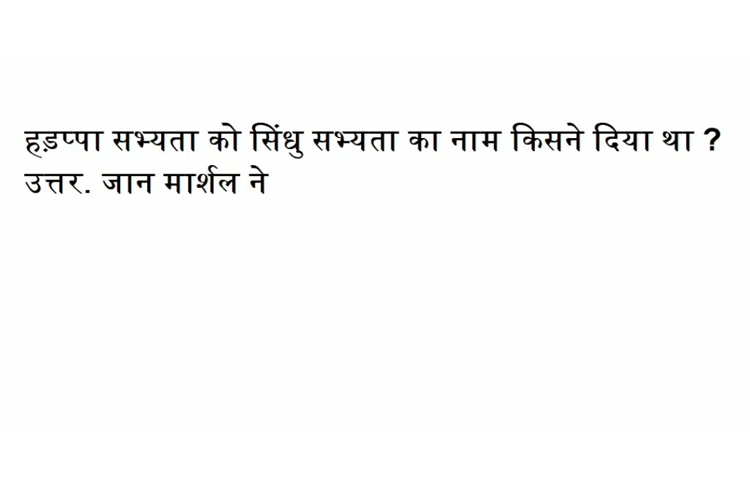 हड़प्पा सभ्यता को सिंधु सभ्यता का नाम किसने दिया था ?
उत्तर. जान मार्शल ने